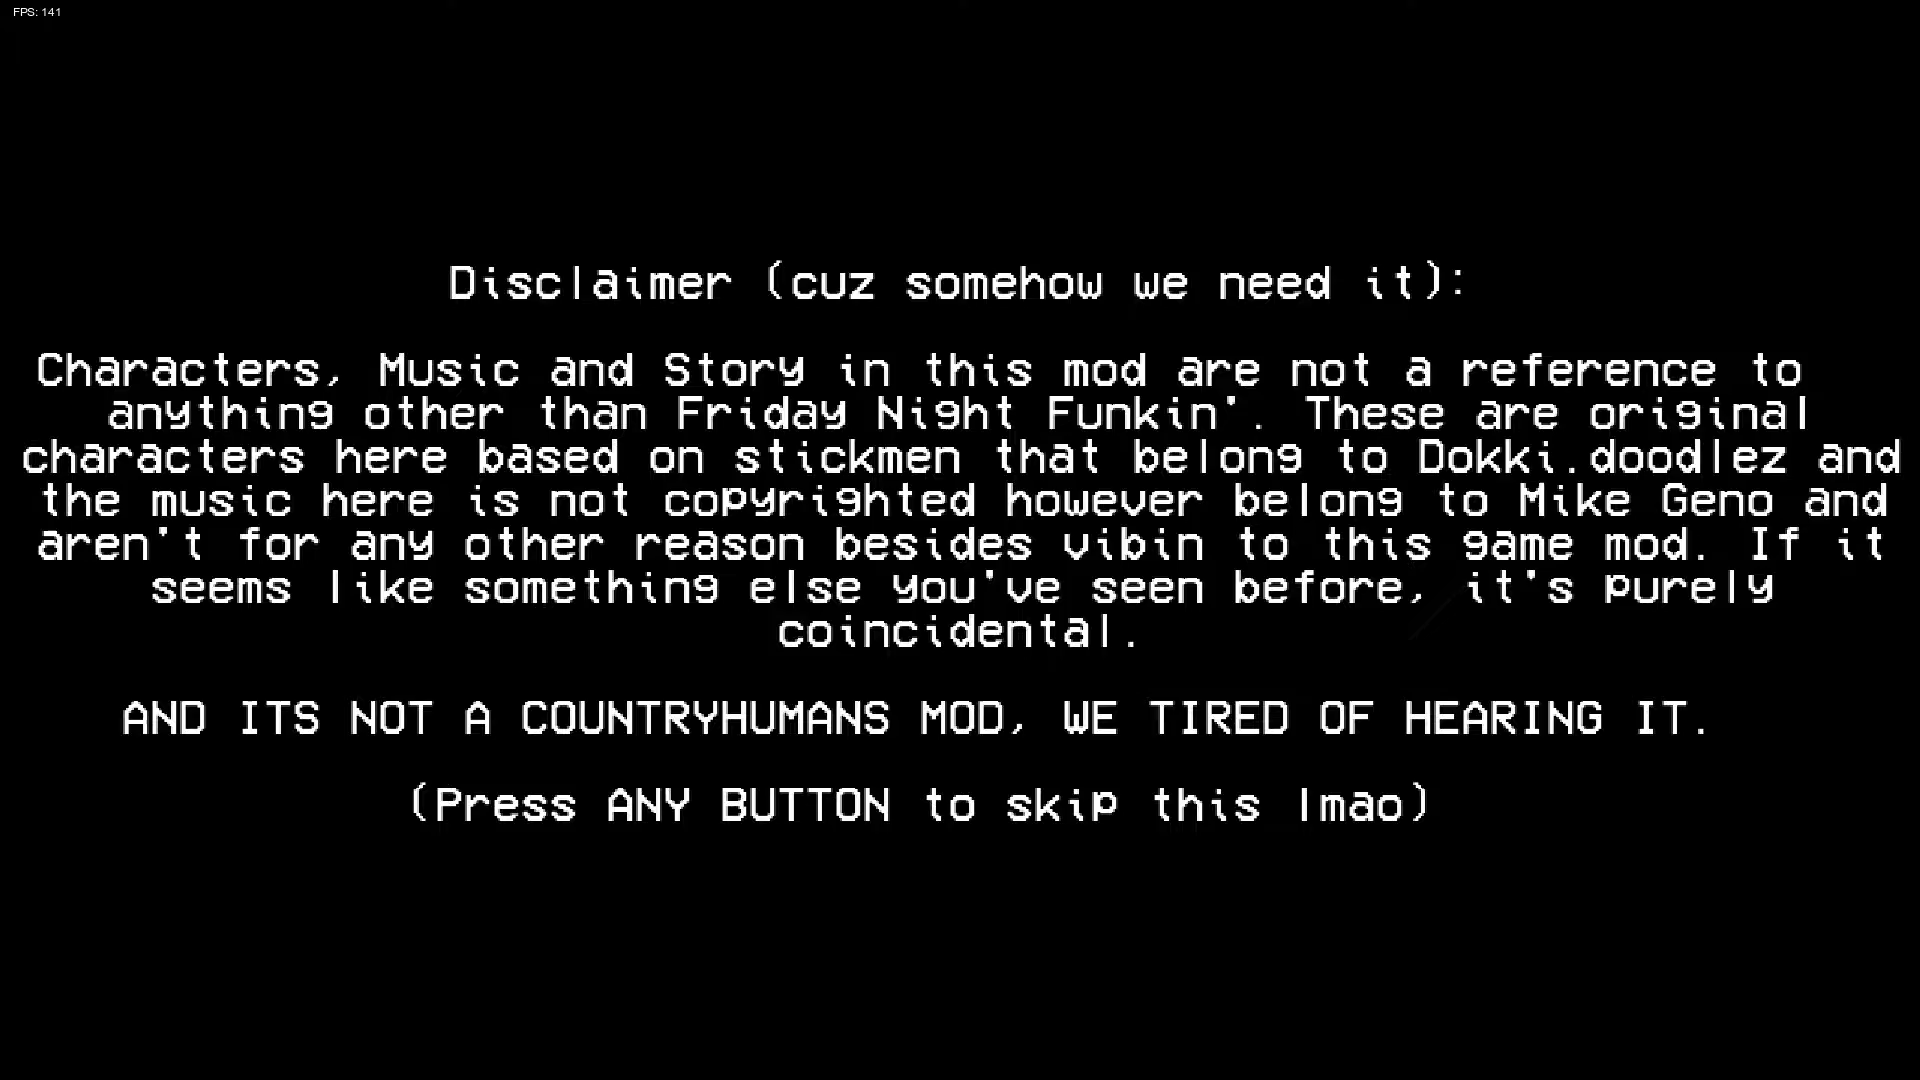 FPS: 141
Disclaimer (cuz somehow we need it):
Characters, Music and Story in this mod are not a reference to
anything other than Friday Night Funkin'. These are original
characters here based on stickmen that belong to Dokki.doodlez and
the music here is not copyrighted however belong to Mike Geno and
aren't for any other reason besides vibin to this game mod. If it
seems like something else you've seen before, it's purely
coincidental.
AND ITS NOT A COUNTRYHUMANS MOD, WE TIRED OF HEARING IT.
(Press ANY BUTTON to skip this lmao)